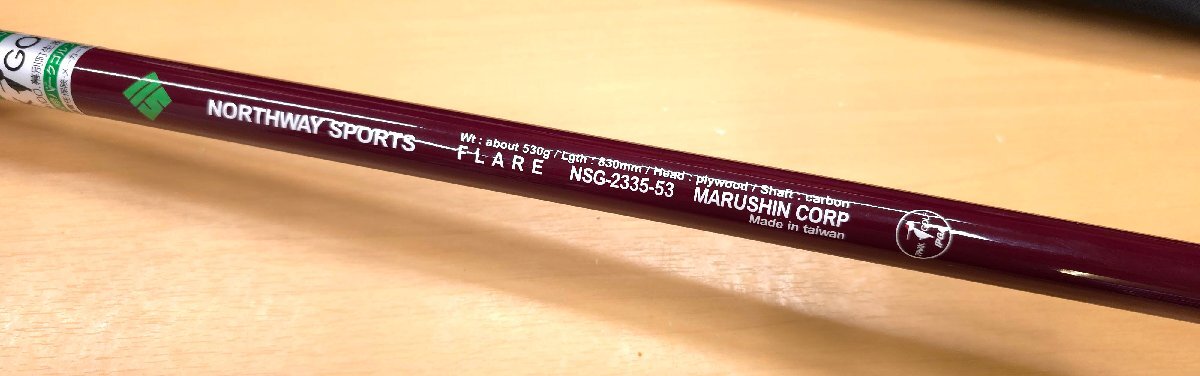 GO
NORTHWAY SPORTS
Wt : about 530g / Lgth : 830mm / Head : plywood / Shaft : carbon
FLARE NSG-2335-53 MARUSHIN CORP
Made in taiwan